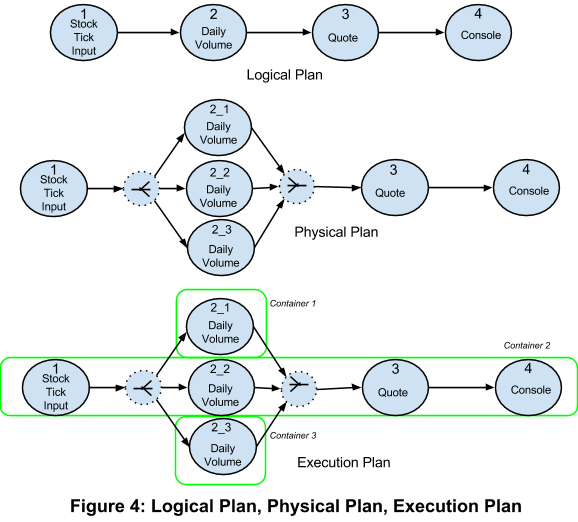 1
Stock
Tick
Input
2
Daily
Volume
3
Quote
4
Console
Logical Plan
2_1
Daily
Volume
1
Stock
Tick
Input
2_2
Daily
Volume
3
Quote
4
Console
2_3
Daily
Volume
Physical Plan
Container 1
2_1
Daily
Volume
Container 2
1
Stock
Tick
Input
2_2
Daily
Volume
3
Quote
4
Console
2_3
Daily
Volume
Container 3
Execution Plan
Figure 4: Logical Plan, Physical Plan, Execution Plan